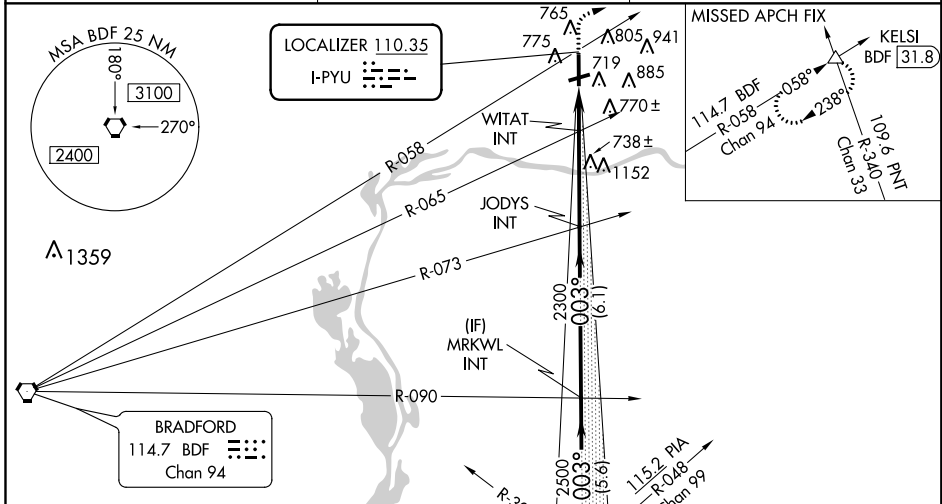 MSA BDF 25 NM
180°
3100
270°
2400
1359
LOCALIZER 110.35
I-PYU
765
775
805
941
719
885
770±
738±
1152
WITAT
INT
JODYS
INT
(IF)
MRKWL
INT
R-058
R-065
R-073
R-090
2300
003°
(6.1)
2500
003°
(5.6)
BRADFORD
114.7 BDF
Chan 94
115.2 PIA
R-048
MISSED APCH FIX
KELSI
BDF 31.8
114.7 BDF
R-058
Chan 94
058°
238°
109.6 PNT
R-340
Chan 33